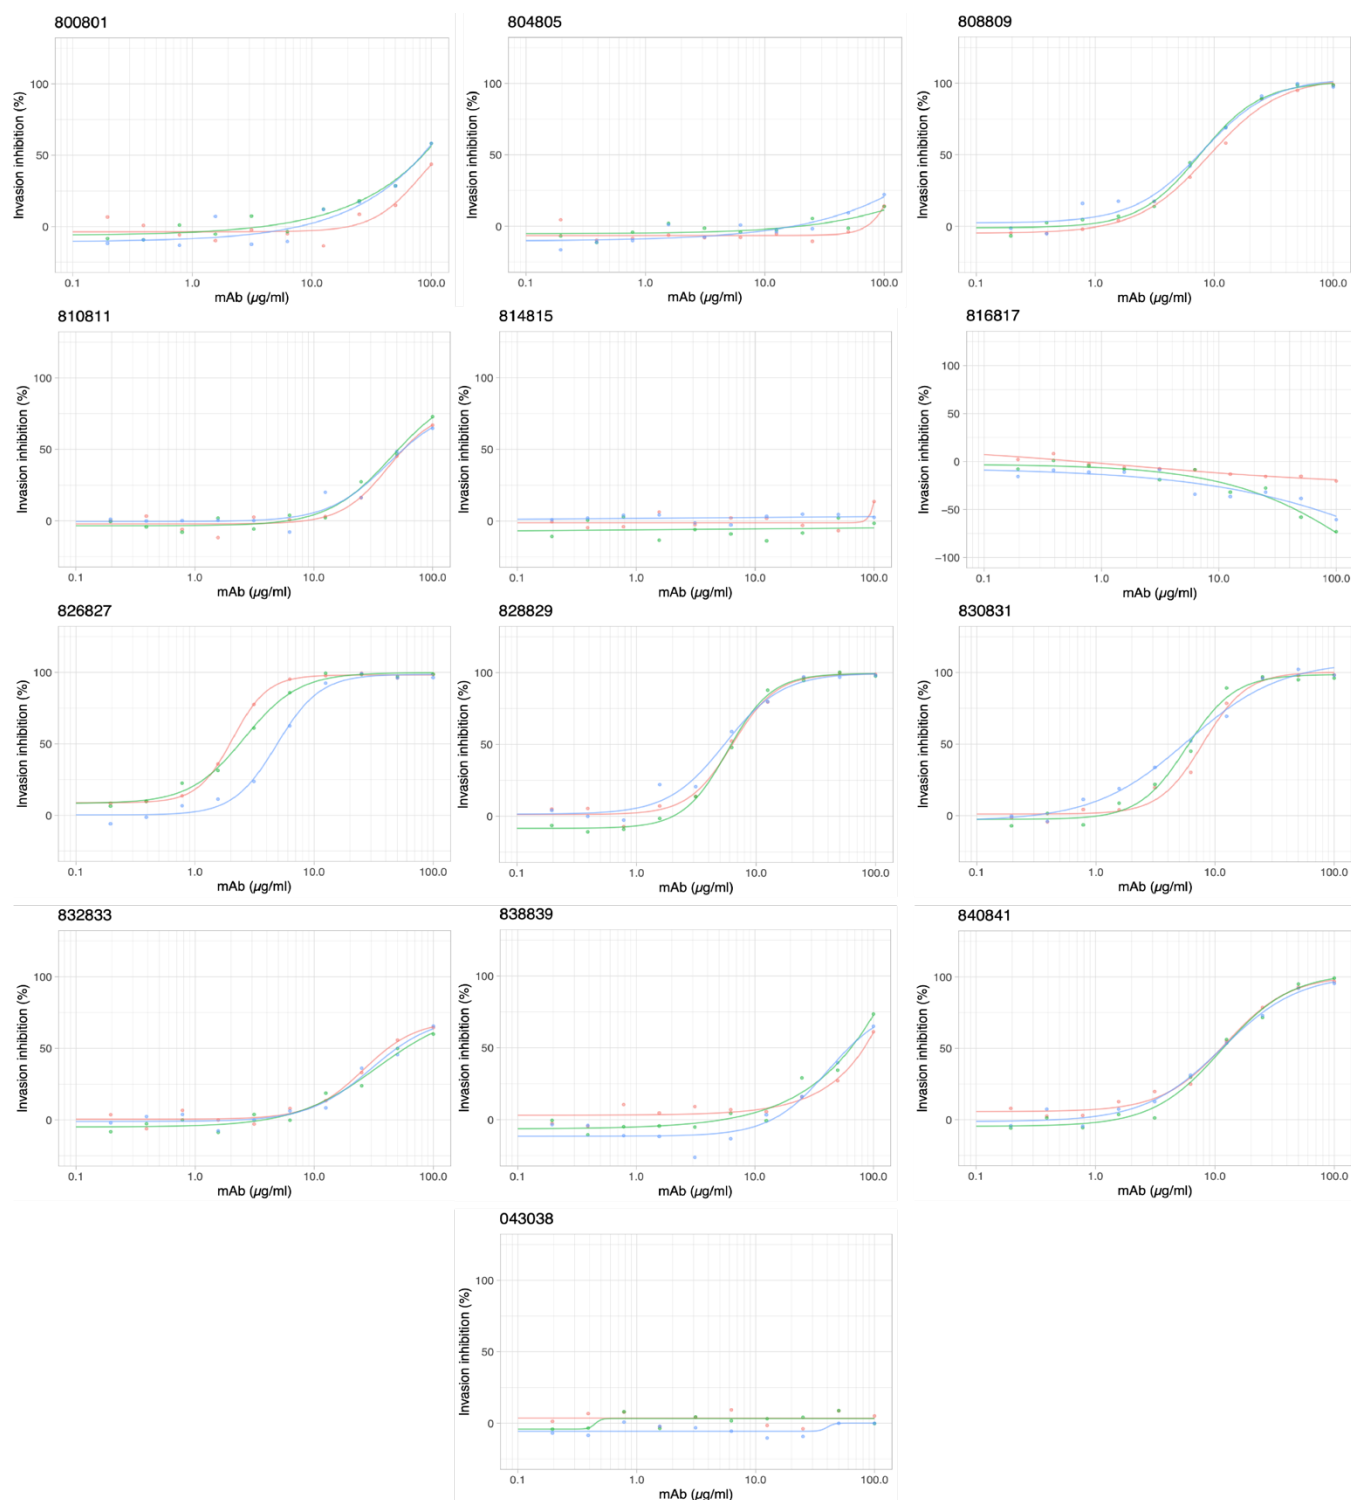 800801
804805
808809
Invasion inhibition (%)
100
50
0
0.1 1.0 10.0 100.0
mAb (µg/ml)
Invasion inhibition (%)
100
50
0
0.1 1.0 10.0 100.0
mAb (µg/ml)
Invasion inhibition (%)
100
50
0
0.1 1.0 10.0 100.0
mAb (µg/ml)
810811
814815
816817
Invasion inhibition (%)
100
50
0
0.1 1.0 10.0 100.0
mAb (µg/ml)
Invasion inhibition (%)
100
50
0
0.1 1.0 10.0 100.0
mAb (µg/ml)
Invasion inhibition (%)
100
50
0
−50
−100
0.1 1.0 10.0 100.0
mAb (µg/ml)
826827
828829
830831
Invasion inhibition (%)
100
50
0
0.1 1.0 10.0 100.0
mAb (µg/ml)
Invasion inhibition (%)
100
50
0
0.1 1.0 10.0 100.0
mAb (µg/ml)
Invasion inhibition (%)
100
50
0
0.1 1.0 10.0 100.0
mAb (µg/ml)
832833
838839
840841
Invasion inhibition (%)
100
50
0
0.1 1.0 10.0 100.0
mAb (µg/ml)
Invasion inhibition (%)
100
50
0
0.1 1.0 10.0 100.0
mAb (µg/ml)
Invasion inhibition (%)
100
50
0
0.1 1.0 10.0 100.0
mAb (µg/ml)
043038
Invasion inhibition (%)
100
50
0
0.1 1.0 10.0 100.0
mAb (µg/ml)